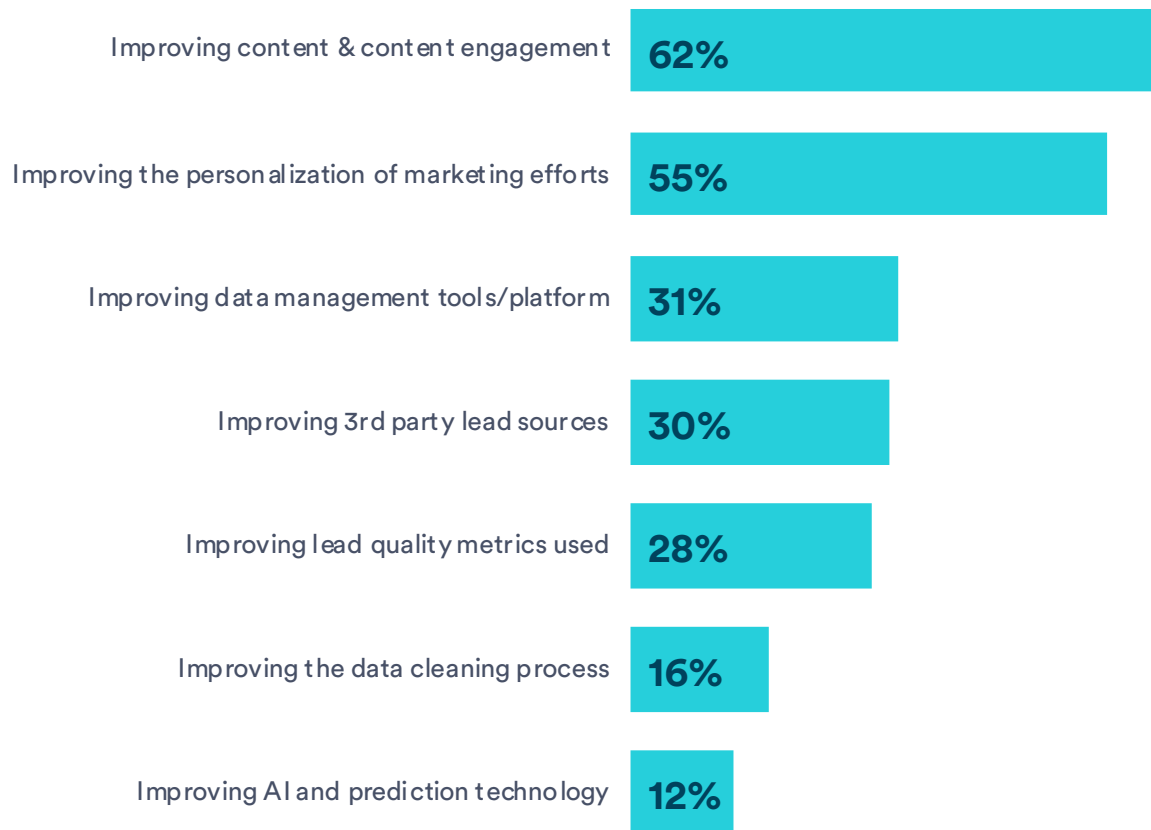 Improving content & content engagement 62%
Improving the personalization of marketing efforts 55%
Improving data management tools/platform 31%
Improving 3rd party lead sources 30%
Improving lead quality metrics used 28%
Improving the data cleaning process 16%
Improving AI and prediction technology 12%